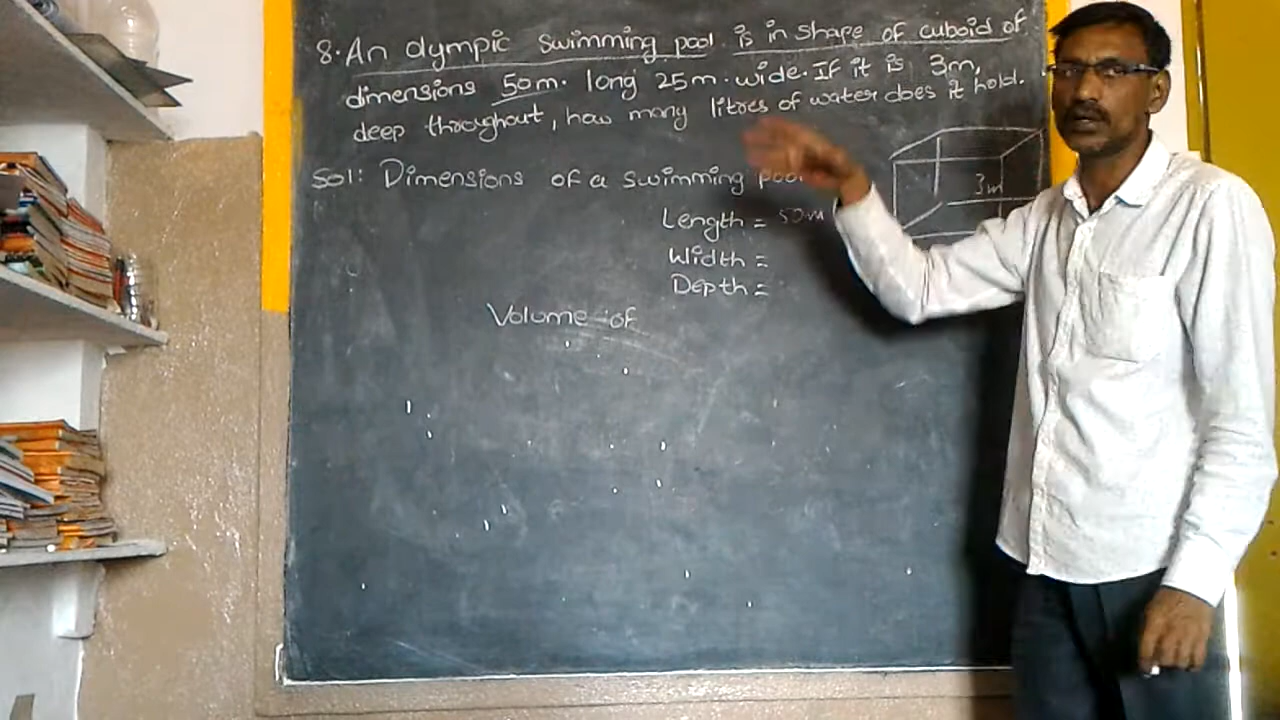 8. An olympic swimming pool is in shape of cuboid of
dimensions 50m. long 25m. wide. If it is 3m,
deep throughout, how many litres of water does it hold.
Sol: Dimensions of a swimming pool
3m
Length = 50m
Width =
Depth =
Volume of